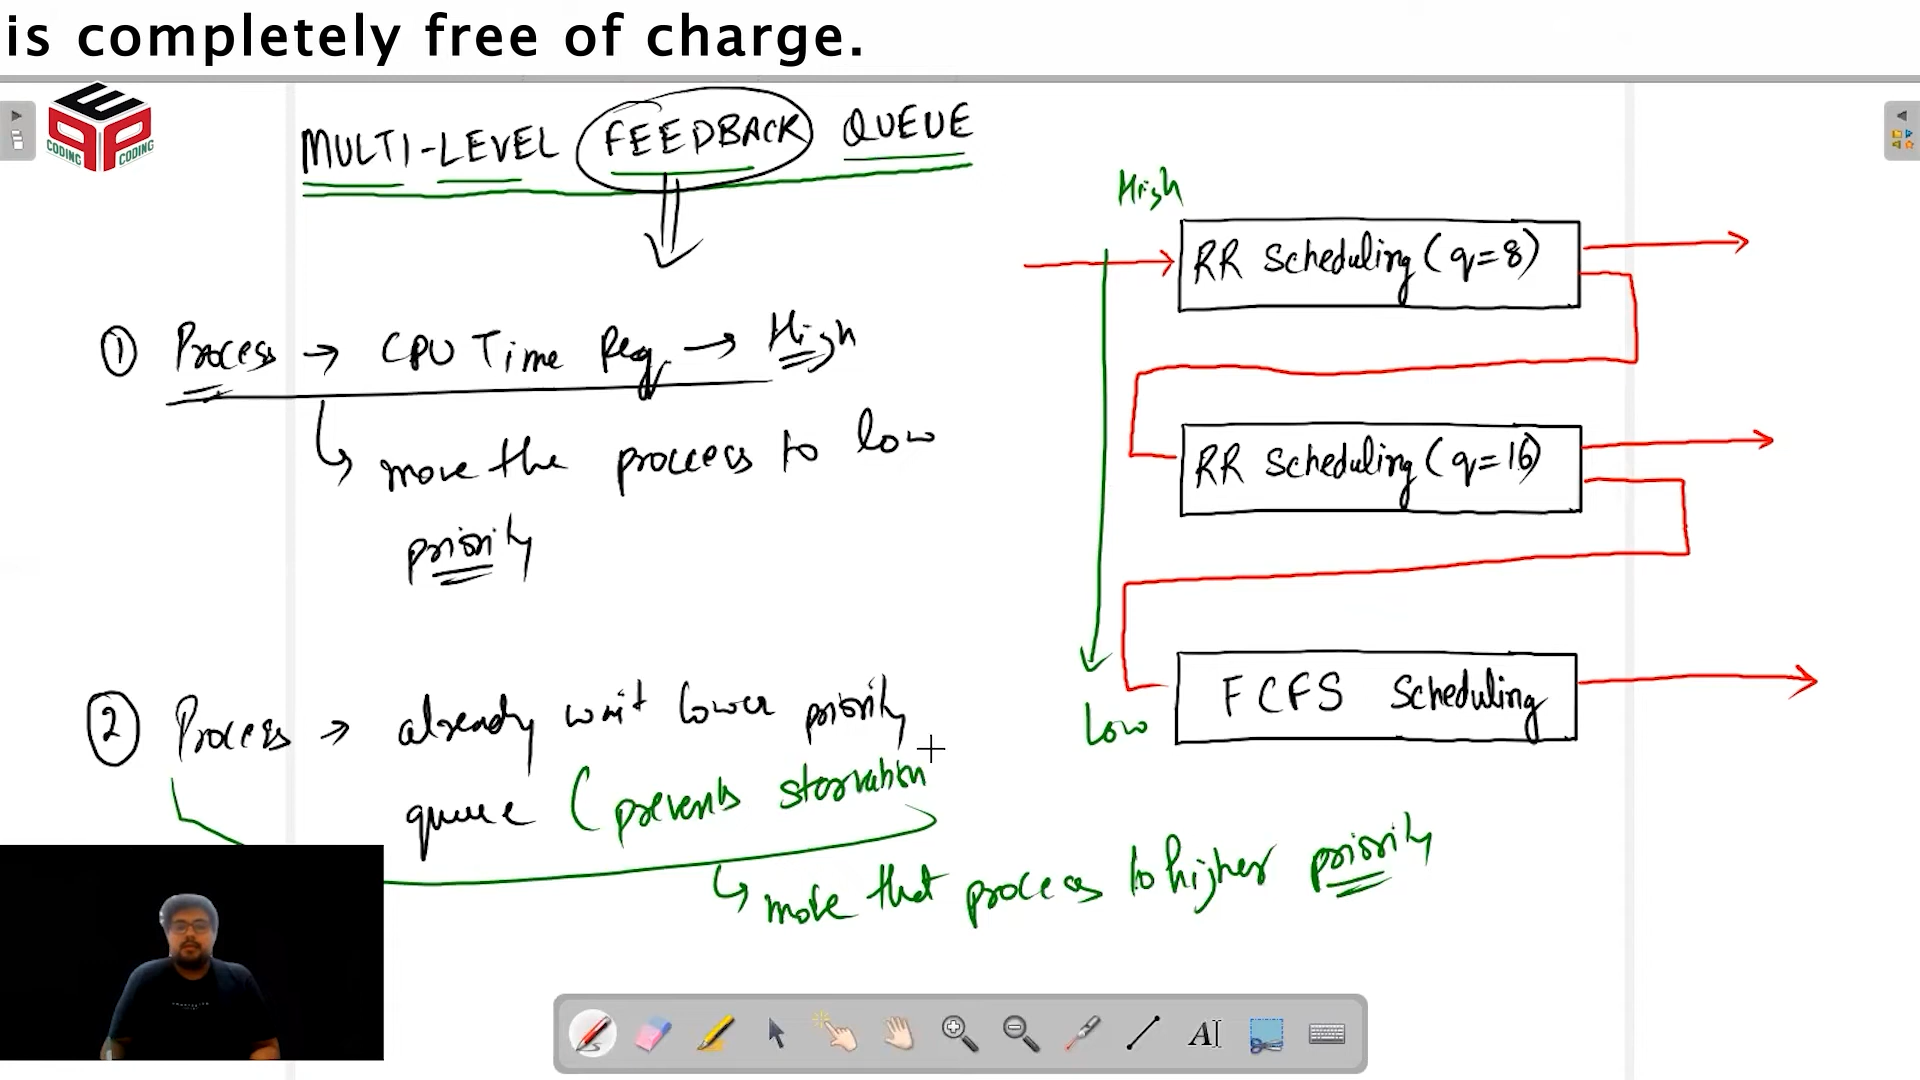 is completely free of charge.
CODING CODING
MULTI-LEVEL FEEDBACK QUEUE
① Process → CPU Time Req → High
move the process to low
priority
② Process → already wait lower priority
queue (prevents starvation
move that process to higher priority
High
RR Scheduling (q=8)
RR Scheduling (q=16)
FCFS Scheduling
Low